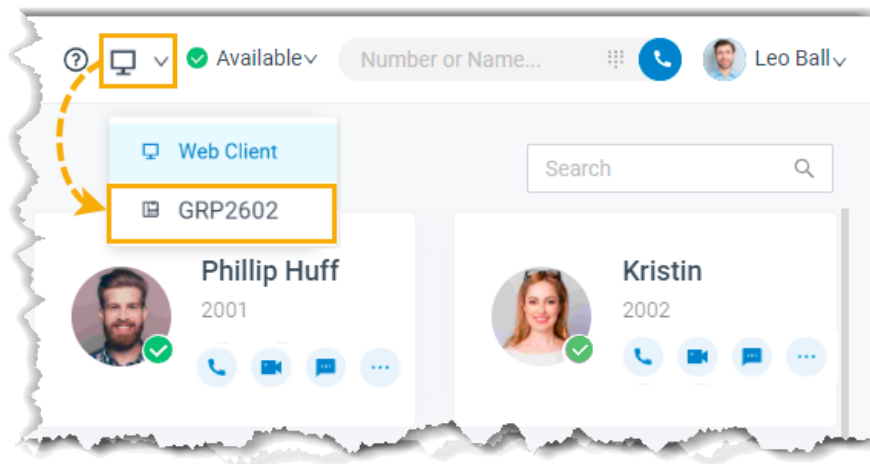 Available
Number or Name...
Leo Ball
Web Client
Search
GRP2602
Phillip Huff
2001
Kristin
2002